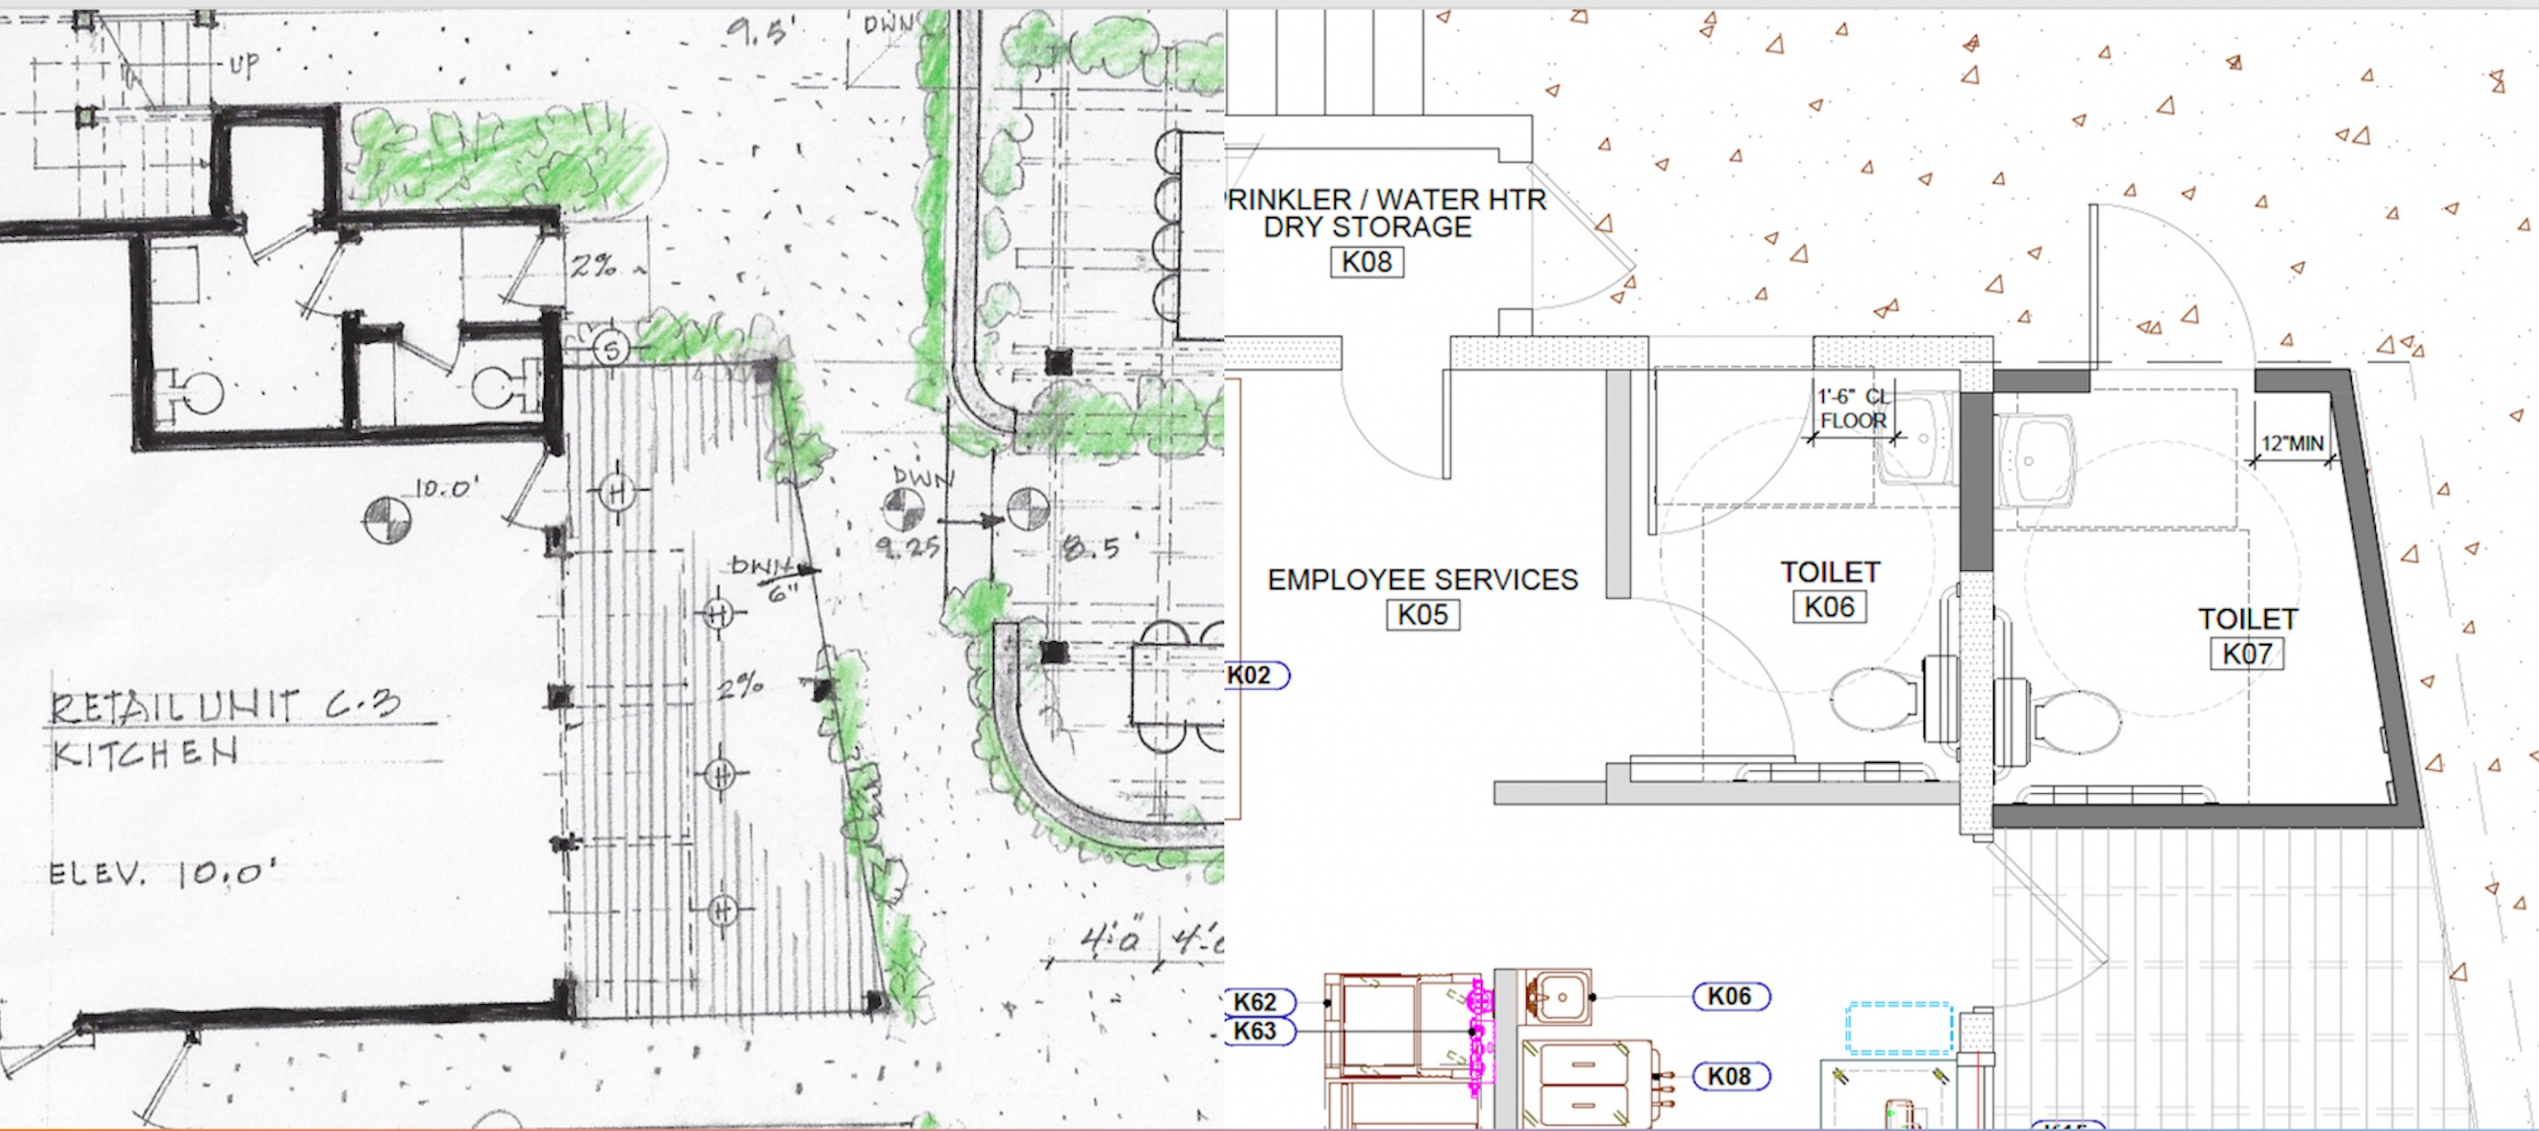 UP
9.5'
DWN
2%
S
H
10.0'
DWN
9.25
8.5'
DWN
6"
H
2%
H
H
RETAIL UNIT C-3
KITCHEN
ELEV. 10.0'
4'-0"
RINKLER / WATER HTR
DRY STORAGE
K08
1'-6" CL
FLOOR
12"MIN
EMPLOYEE SERVICES
K05
TOILET
K06
TOILET
K07
K02
K62
K63
K06
K08